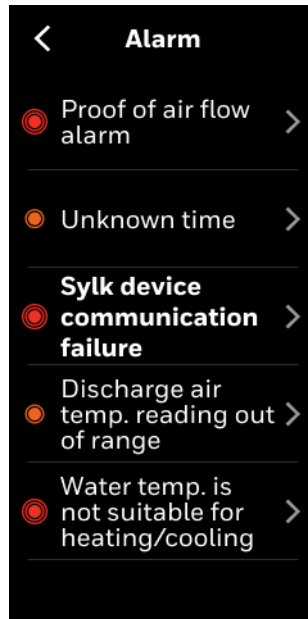 Alarm
Proof of air flow
alarm
Unknown time
Sylk device
communication
failure
Discharge air
temp. reading out
of range
Water temp. is
not suitable for
heating/cooling